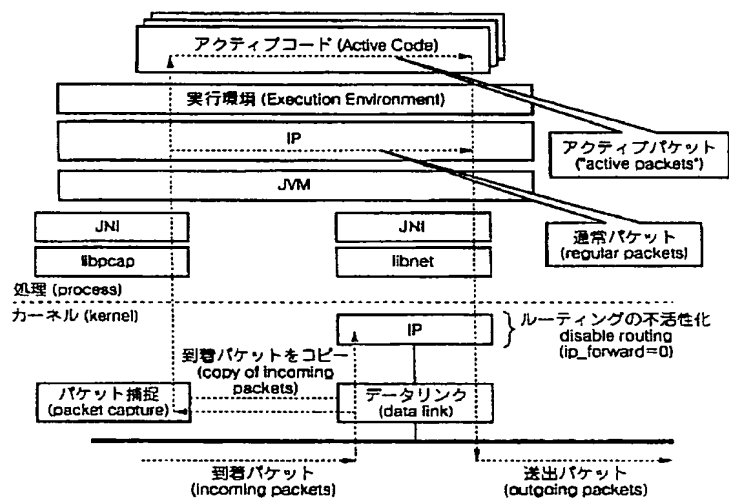 アクティブコード (Active Code)
実行環境 (Execution Environment)
IP
アクティブパケット
("active packets")
JVM
JNI
JNI
通常パケット
(regular packets)
libpcap
libnet
処理 (process)
カーネル (kernel)
IP
ルーティングの不活性化
disable routing
(ip_forward=0)
到着パケットをコピー
(copy of incoming
packets)
パケット捕捉
(packet capture)
データリンク
(data link)
到着パケット
(incoming packets)
送出パケット
(outgoing packets)